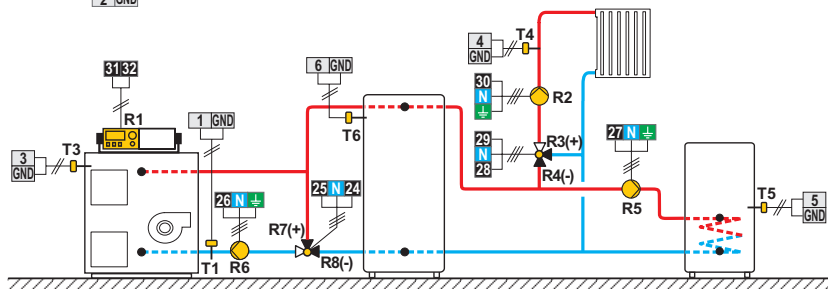 2 GND
31 32
R1
1 GND
T3
3
GND
26 N
T1
R6
R7(+)
25 N 24
R8(-)
6 GND
T6
4
GND
T4
30
N
R2
29
N
28
R3(+)
R4(-)
27 N
R5
T5
5
GND